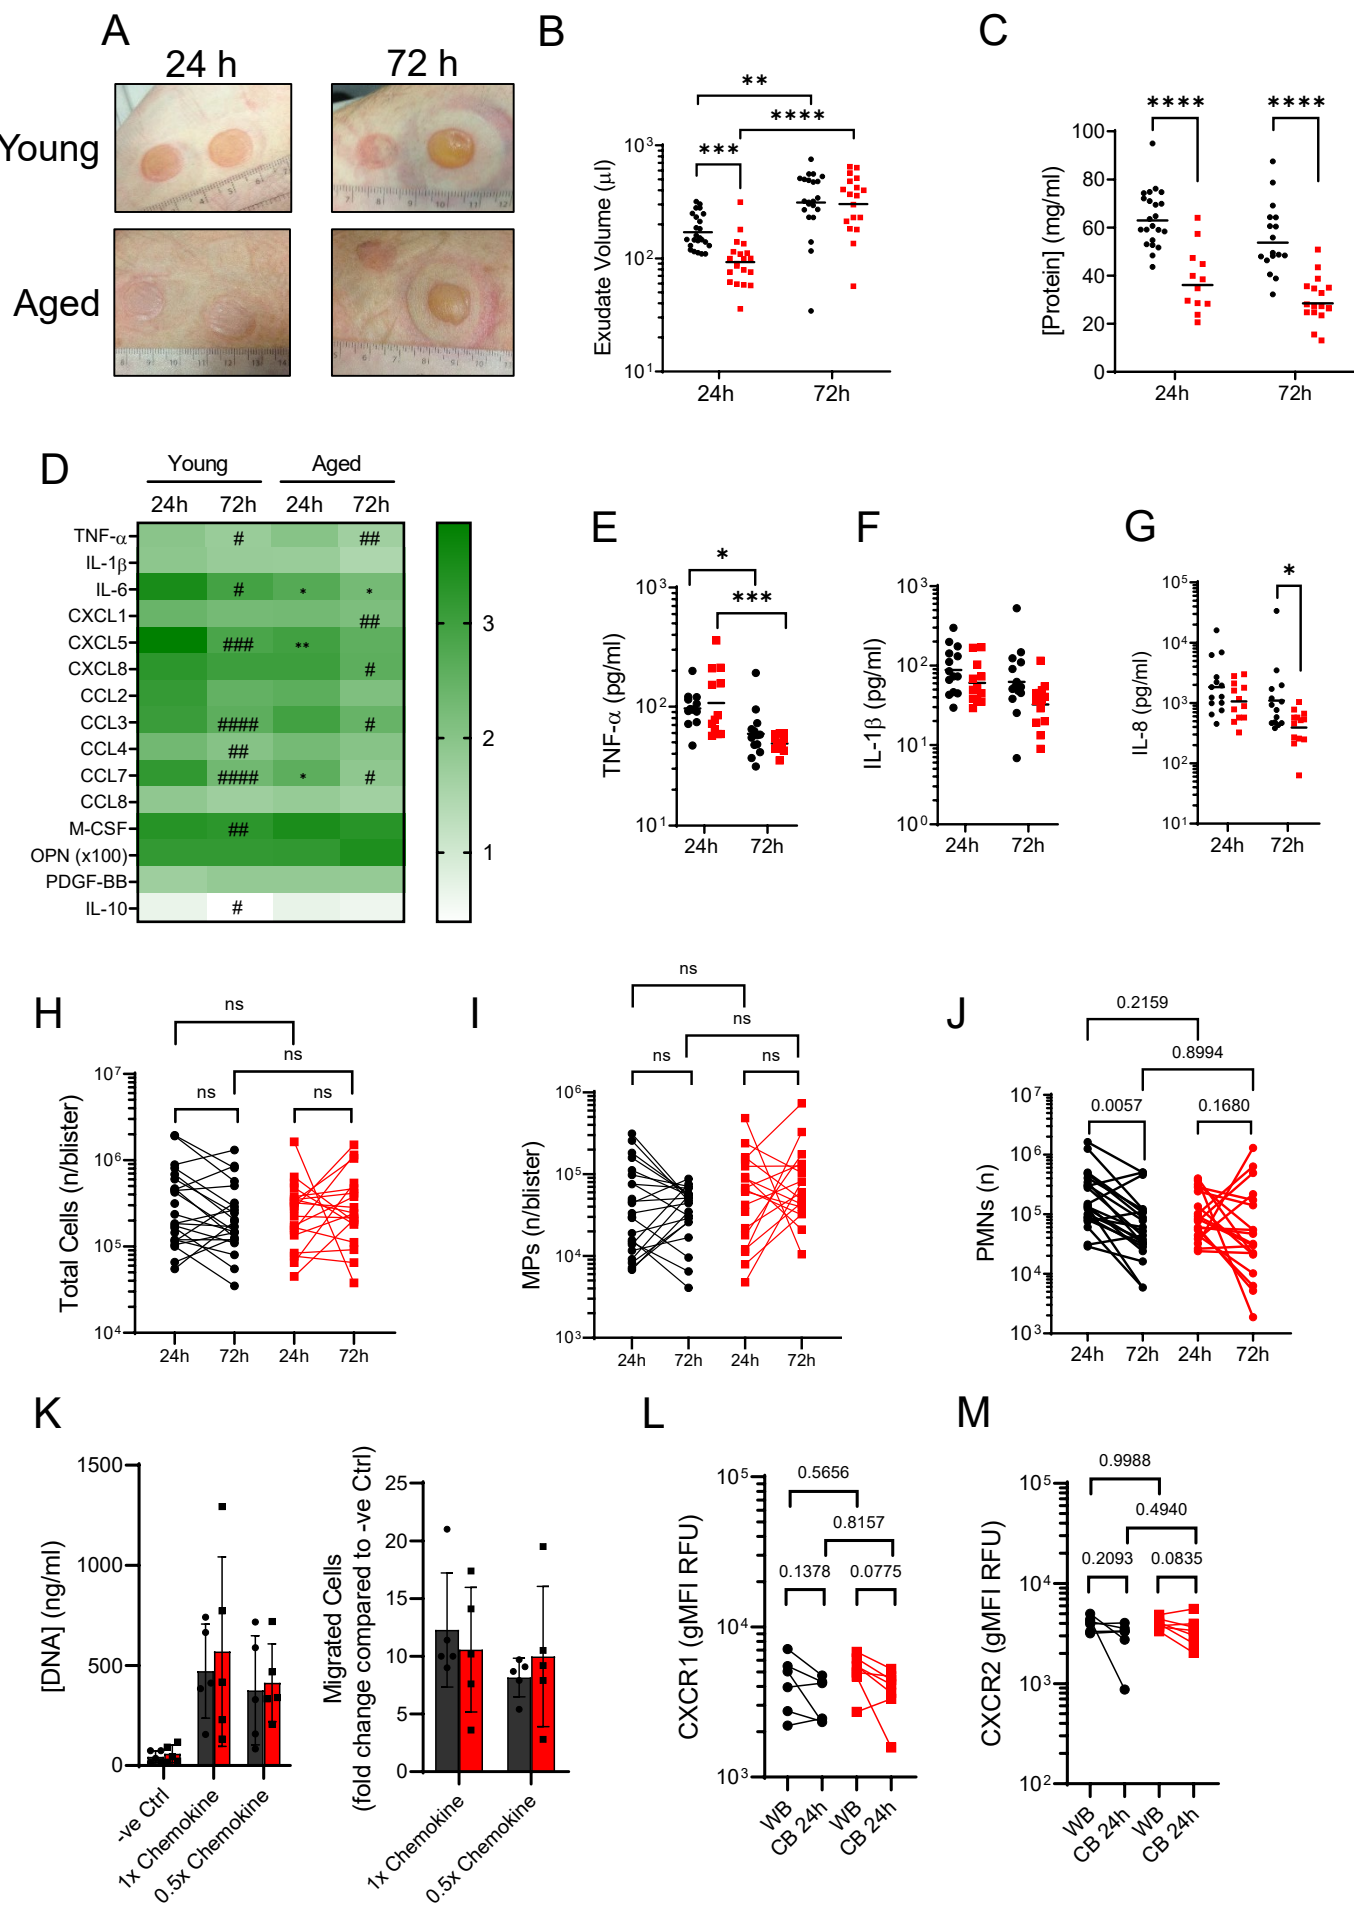 A
24 h
72 h
Young
Aged
B
**
****
***
Exudate Volume (μl)
10³
10²
10¹
24h
72h
C
****
****
[Protein] (mg/ml)
100
80
60
40
20
0
24h
72h
D
Young
Aged
24h
72h
24h
72h
TNF-α
#
##
IL-1β
IL-6
#
*
*
CXCL1
##
CXCL5
###
**
CXCL8
#
CCL2
CCL3
####
#
CCL4
##
CCL7
####
*
#
CCL8
M-CSF
##
OPN (x100)
PDGF-BB
IL-10
#
3
2
1
E
*
***
TNF-α (pg/ml)
10³
10²
10¹
24h
72h
F
IL-1β (pg/ml)
10³
10²
10¹
10⁰
24h
72h
G
*
IL-8 (pg/ml)
10⁵
10⁴
10³
10²
10¹
24h
72h
H
ns
ns
ns
ns
Total Cells (n/blister)
10⁷
10⁶
10⁵
10⁴
24h
72h
24h
72h
I
ns
ns
ns
ns
MPs (n/blister)
10⁶
10⁵
10⁴
10³
24h
72h
24h
72h
J
0.2159
0.8994
0.0057
0.1680
PMNs (n)
10⁷
10⁶
10⁵
10⁴
10³
24h
72h
24h
72h
K
[DNA] (ng/ml)
1500
1000
500
0
-ve Ctrl
1x Chemokine
0.5x Chemokine
Migrated Cells
(fold change compared to -ve Ctrl)
25
20
15
10
5
0
1x Chemokine
0.5x Chemokine
L
0.5656
0.8157
0.1378
0.0775
CXCR1 (gMFI RFU)
10⁵
10⁴
10³
WB
CB 24h
WB
CB 24h
M
0.9988
0.4940
0.2093
0.0835
CXCR2 (gMFI RFU)
10⁵
10⁴
10³
10²
WB
CB 24h
WB
CB 24h